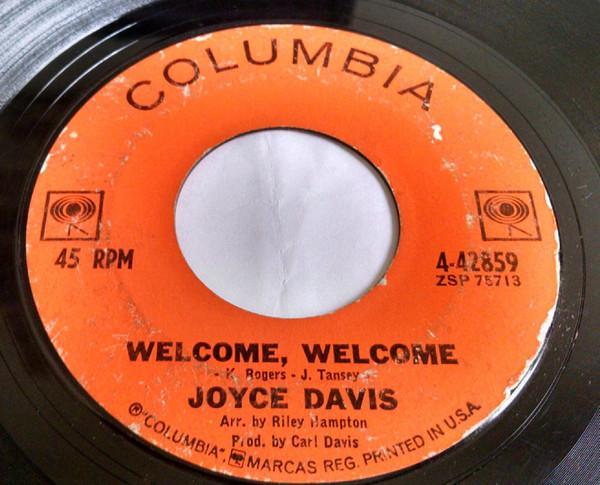 COLUMBIA
45 RPM
4-42859
ZSP 75713
WELCOME, WELCOME
- K. Rogers - J. Tansey -
JOYCE DAVIS
Arr. by Riley Hampton
Prod. by Carl Davis
®"COLUMBIA", MARCAS REG. PRINTED IN U.S.A.